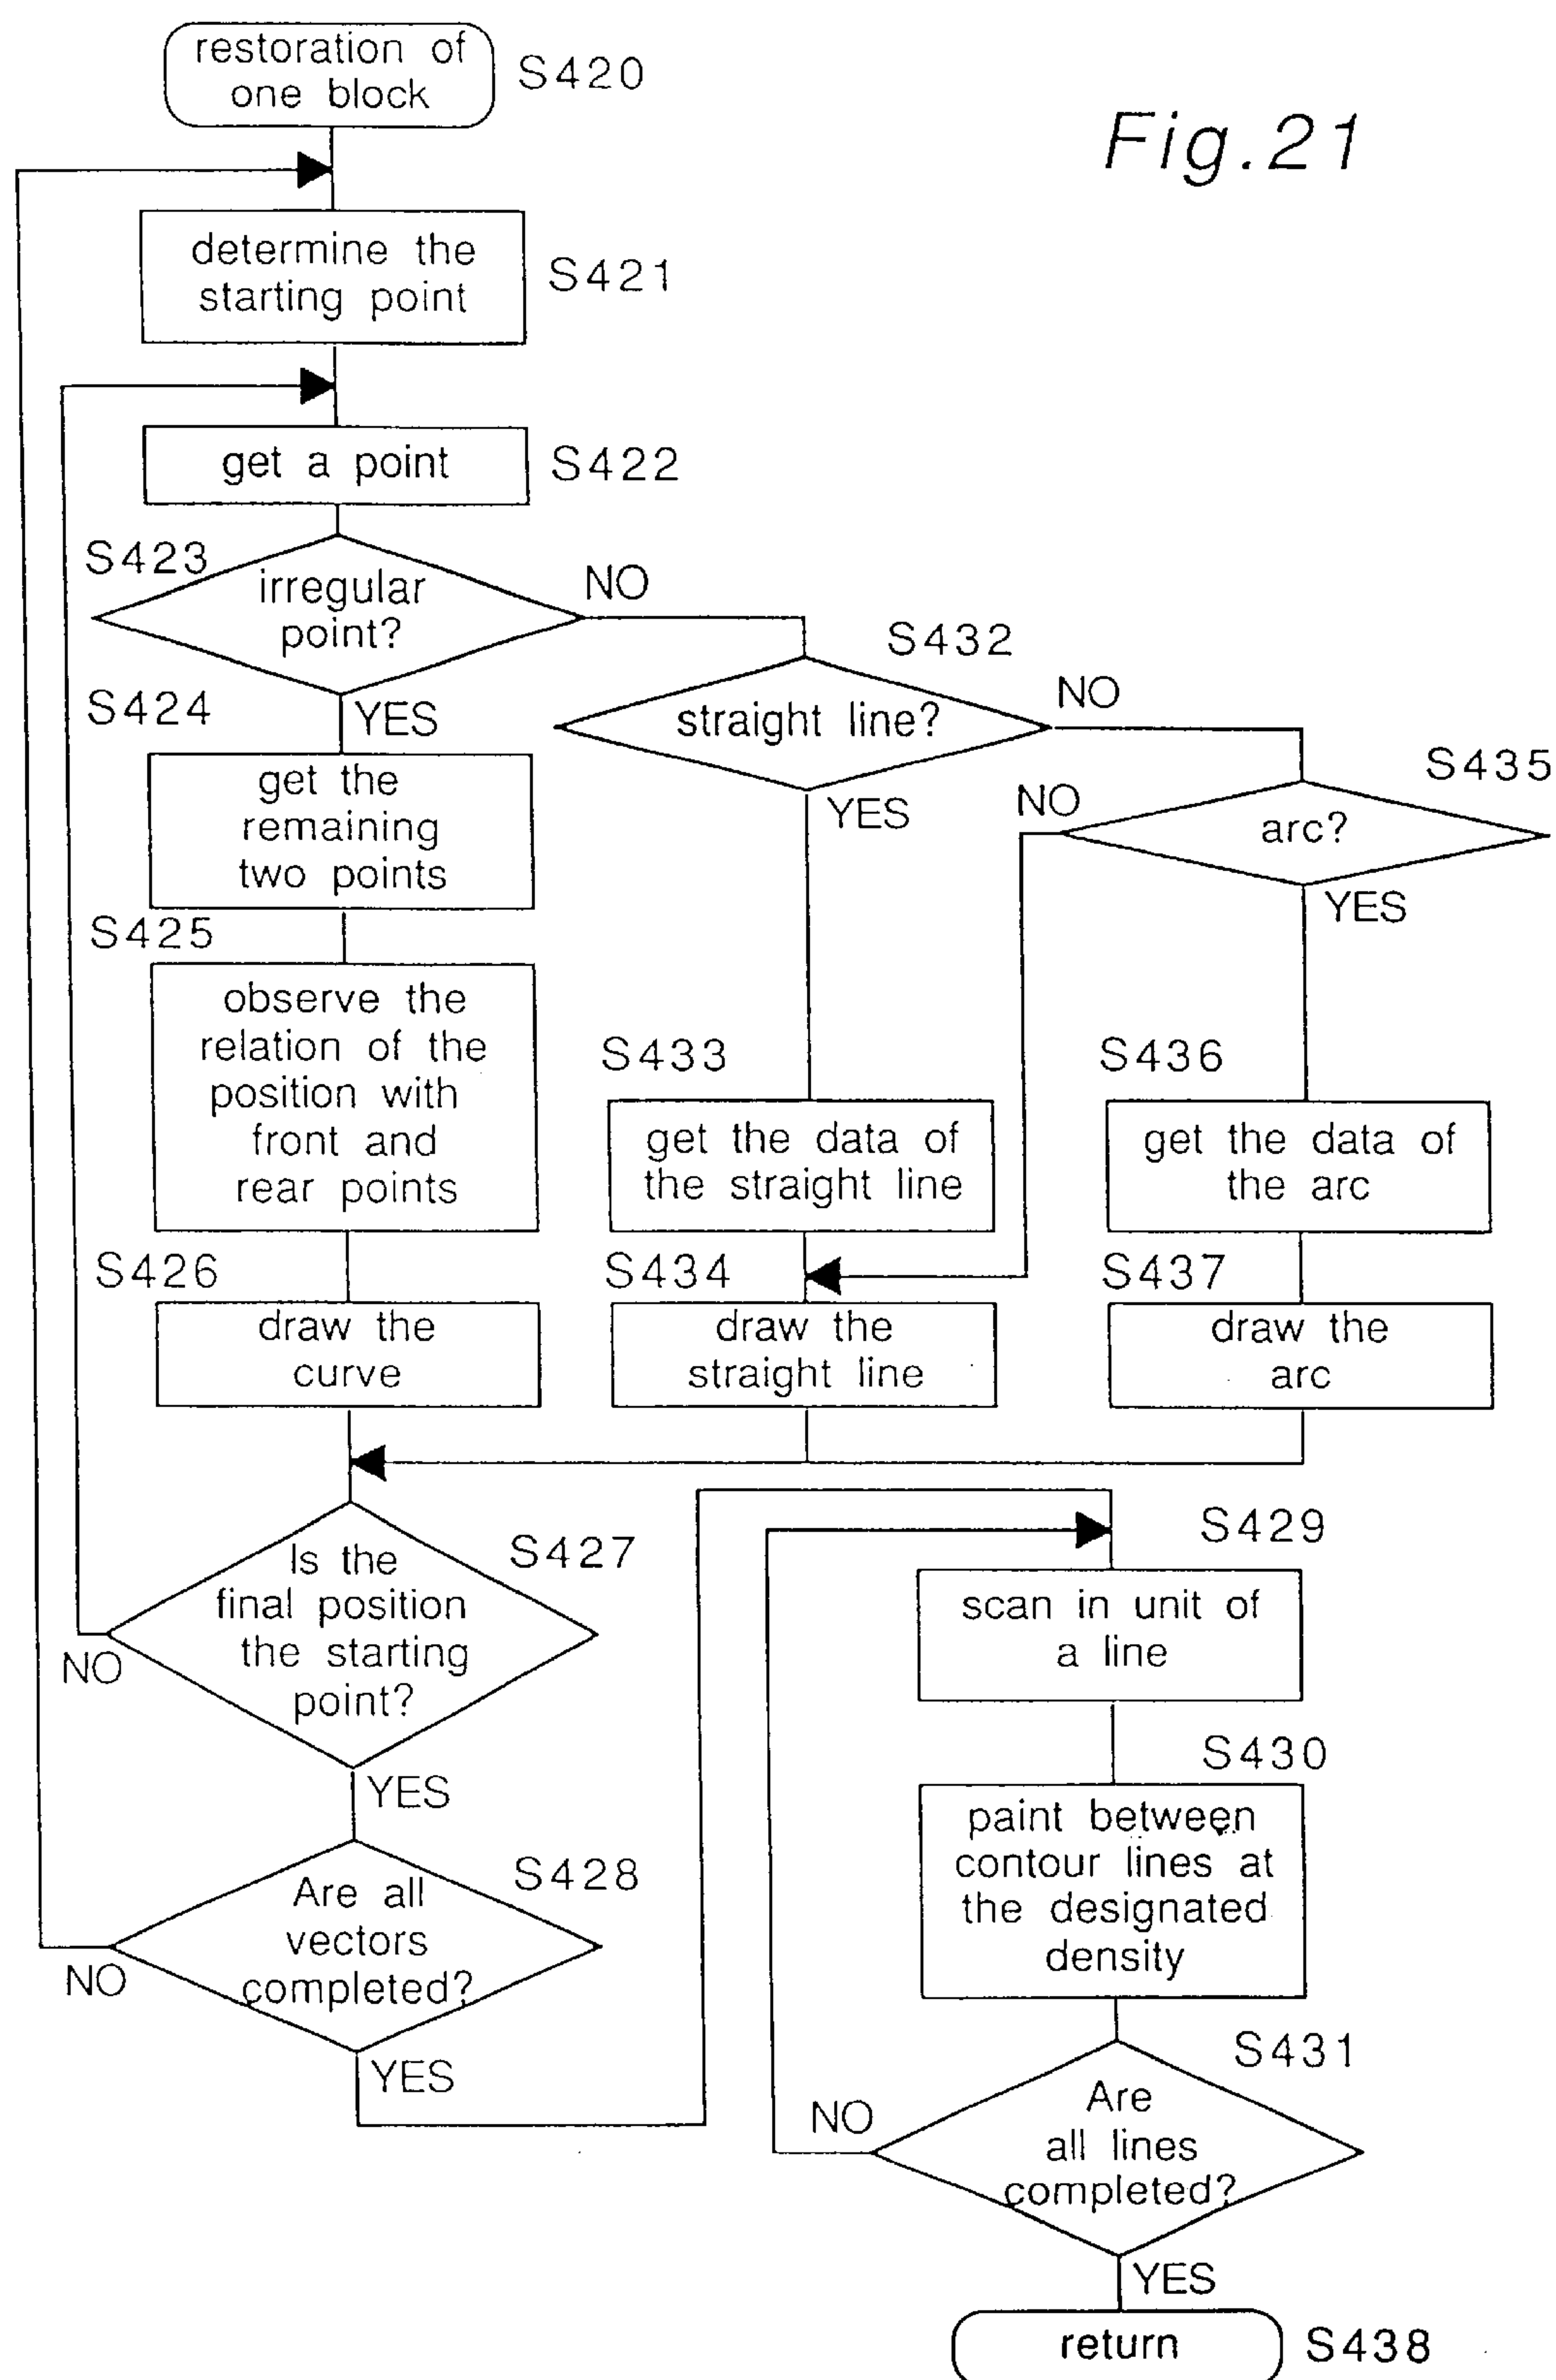 restoration of
one block
S420
Fig.21
determine the
starting point
S421
get a point
S422
S423
irregular
point?
NO
YES
S432
straight line?
NO
YES
S435
arc?
NO
YES
S424
get the
remaining
two points
S425
observe the
relation of the
position with
front and
rear points
S433
get the data of
the straight line
S436
get the data of
the arc
S426
draw the
curve
S434
draw the
straight line
S437
draw the
arc
S427
Is the
final position
the starting
point?
NO
YES
S428
Are all
vectors
completed?
NO
YES
S429
scan in unit of
a line
S430
paint between
contour lines at
the designated
density
S431
Are
all lines
completed?
NO
YES
return
S438